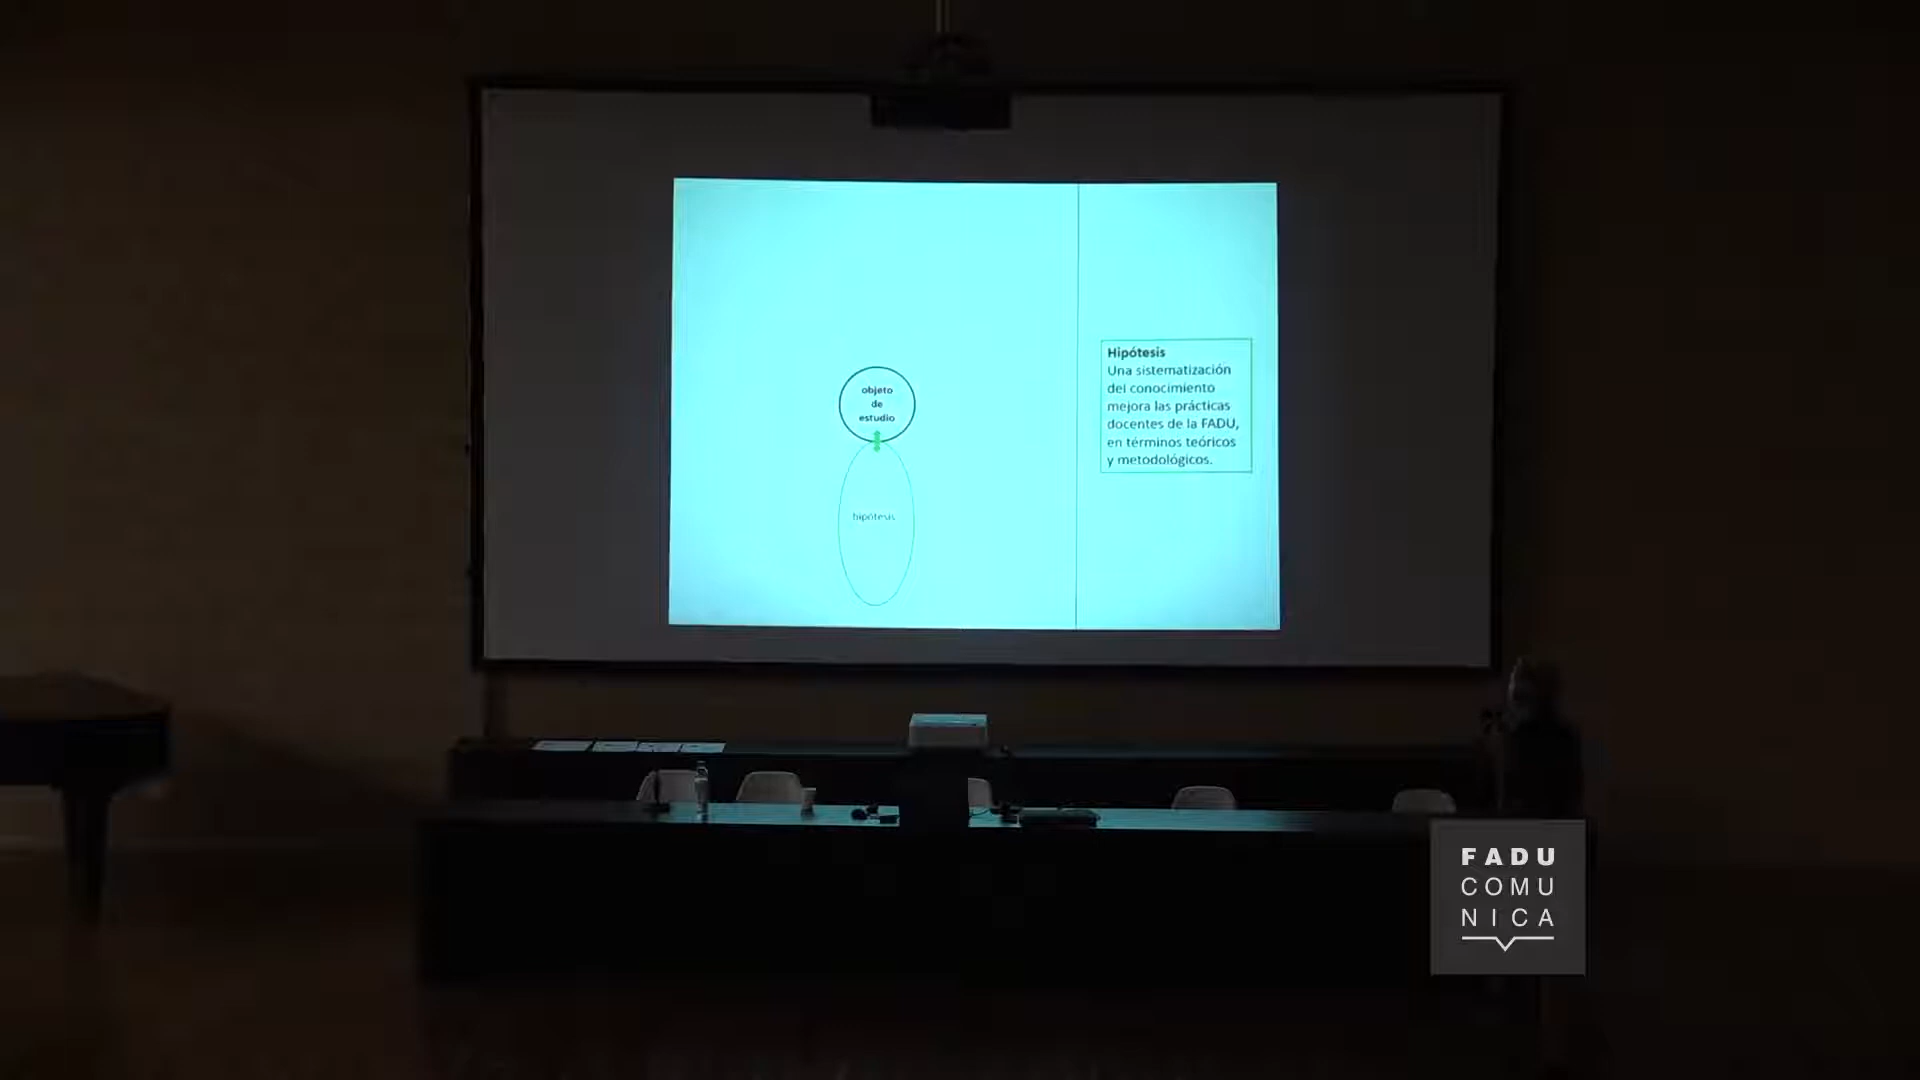 objeto
de
estudio
hipótesis
Hipótesis
Una sistematización
del conocimiento
mejora las prácticas
docentes de la FADU,
en términos teóricos
y metodológicos.
FADU
COMU
NICA